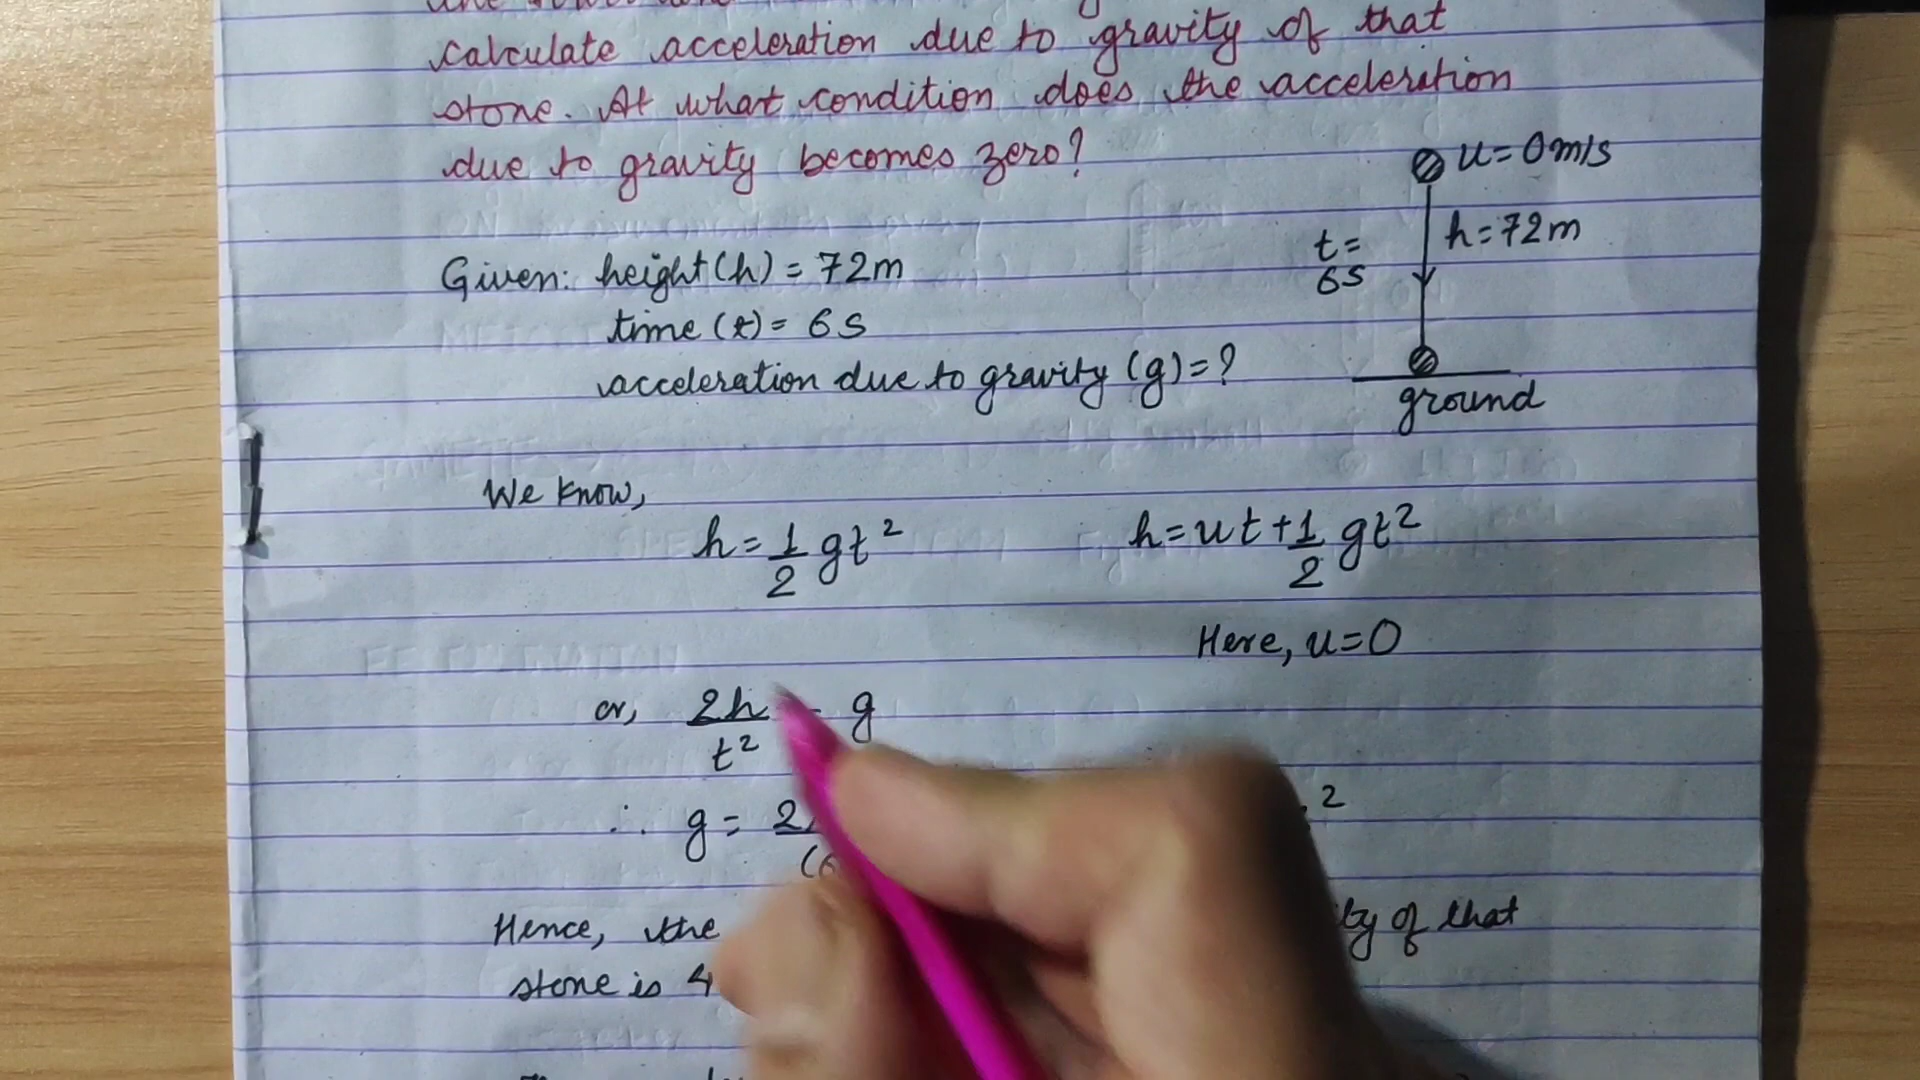 calculate acceleration due to gravity of that
stone. At what condition does the acceleration
due to gravity becomes zero?
u=0m/s
t=
6s
h=72m
ground
Given: height(h) = 72m
time (t) = 6s
acceleration due to gravity (g)=?
We know,
h=1/2 gt²
h=ut+1/2 gt²
Here, u=0
or, 2h/t² g
∴ g= 2
(6
2
Hence, the of that
stone is 4